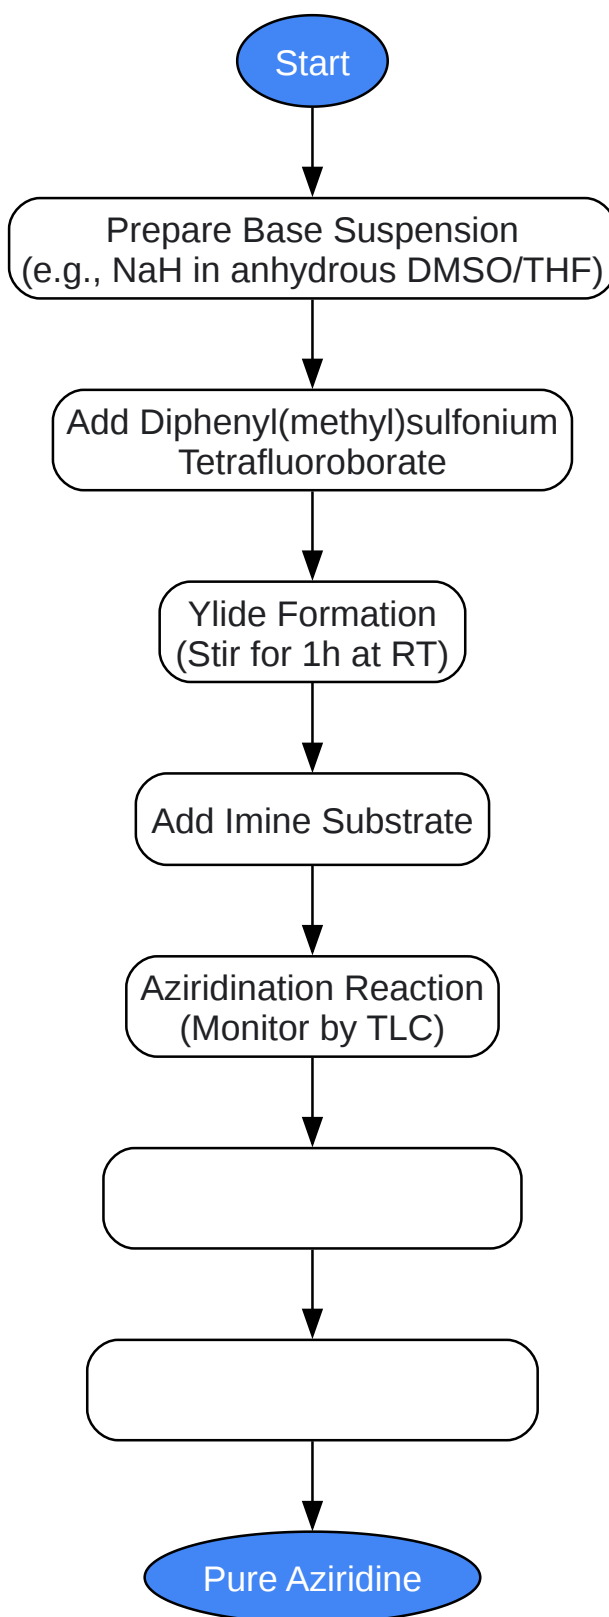 Start
Prepare Base Suspension
(e.g., NaH in anhydrous DMSO/THF)
Add Diphenyl(methyl)sulfonium
Tetrafluoroborate
Ylide Formation
(Stir for 1h at RT)
Add Imine Substrate
Aziridination Reaction
(Monitor by TLC)
Pure Aziridine